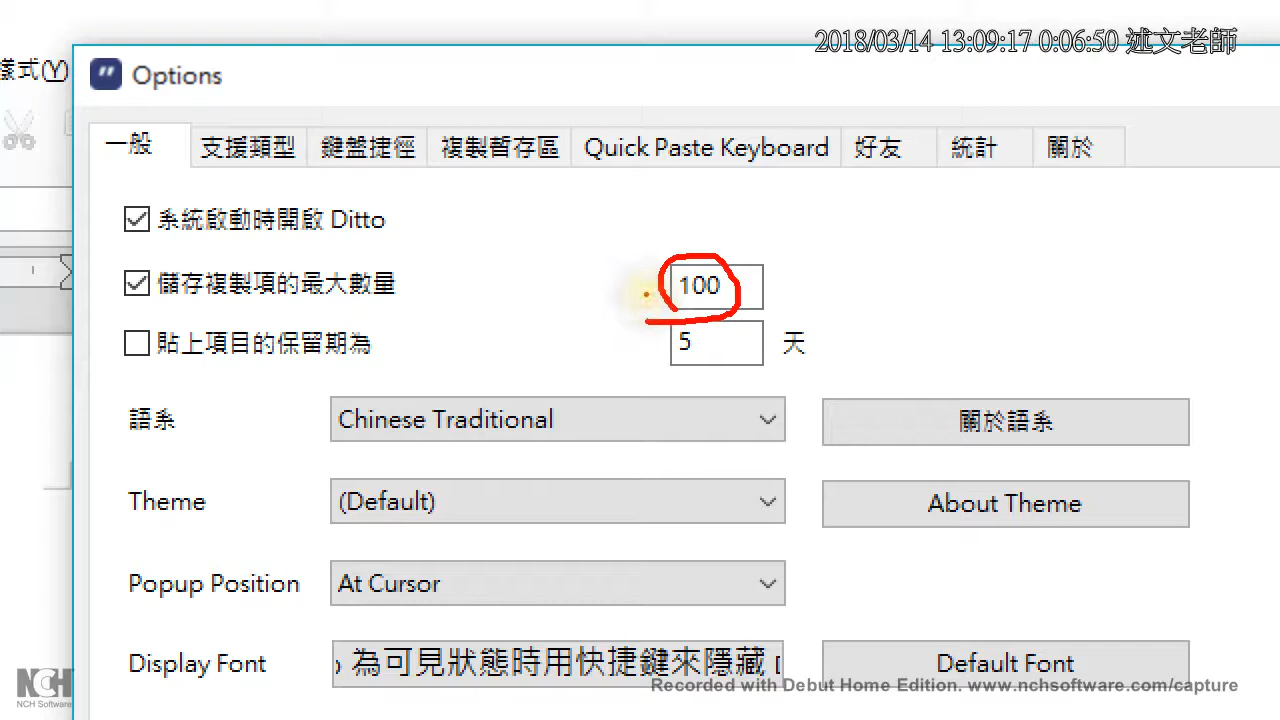 2018/03/14 13:09:17 0:06:50 述文老師
樣式(Y)
Options
一般 支援類型 鍵盤捷徑 複製暫存區 Quick Paste Keyboard 好友 統計 關於
系統啟動時開啟 Ditto
儲存複製項的最大數量 100
貼上項目的保留期為 5 天
語系 Chinese Traditional 關於語系
Theme (Default) About Theme
Popup Position At Cursor
Display Font 為可見狀態時用快捷鍵來隱藏 Default Font
Recorded with Debut Home Edition. www.nchsoftware.com/capture
NCH
NCH Software